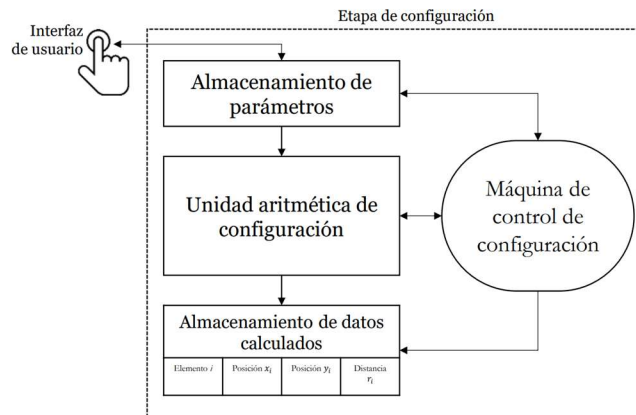 Etapa de configuración
Interfaz
de usuario
Almacenamiento de
parámetros
Unidad aritmética de
configuración
Máquina de
control de
configuración
Almacenamiento de datos
calculados
Elemento i
Posición xᵢ
Posición yᵢ
Distancia
rᵢ